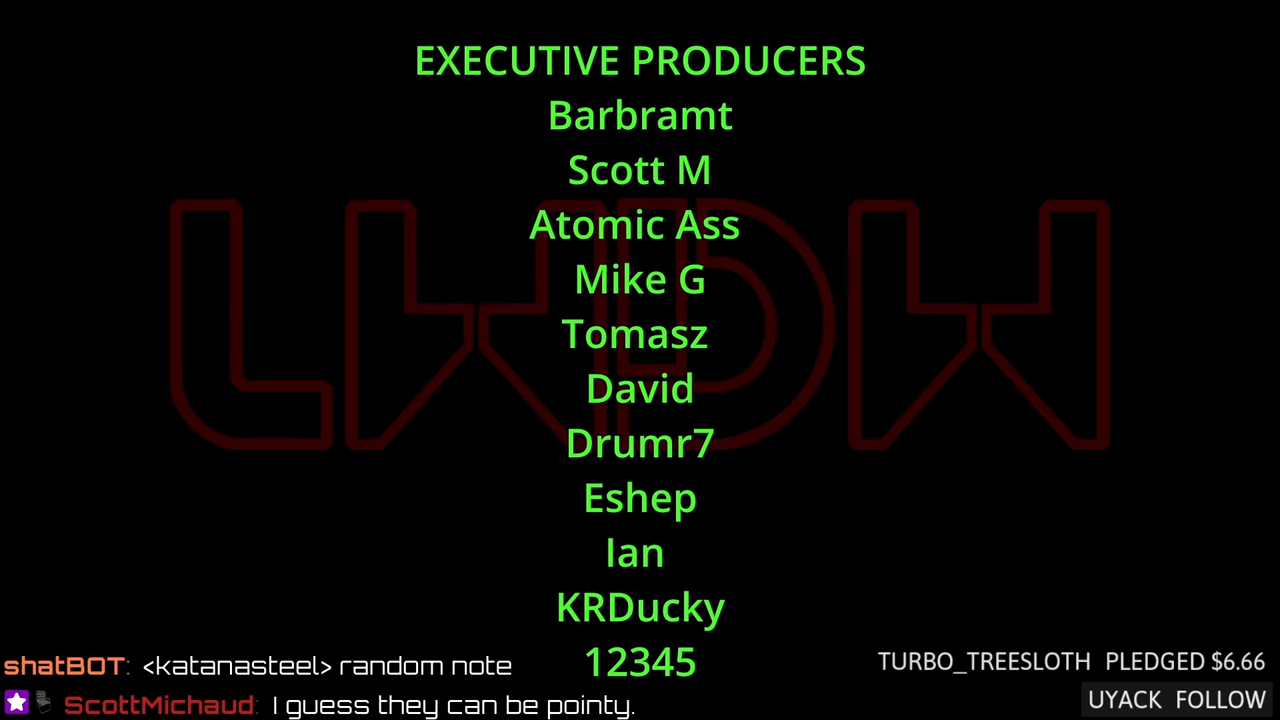 EXECUTIVE PRODUCERS
Barbramt
Scott M
Atomic Ass
Mike G
Tomasz
David
Drumr7
Eshep
Ian
KRDucky
12345
shatBOT: <katanasteel> random note
ScottMichaud: I guess they can be pointy.
TURBO_TREESLOTH PLEDGED $6.66
UYACK FOLLOW